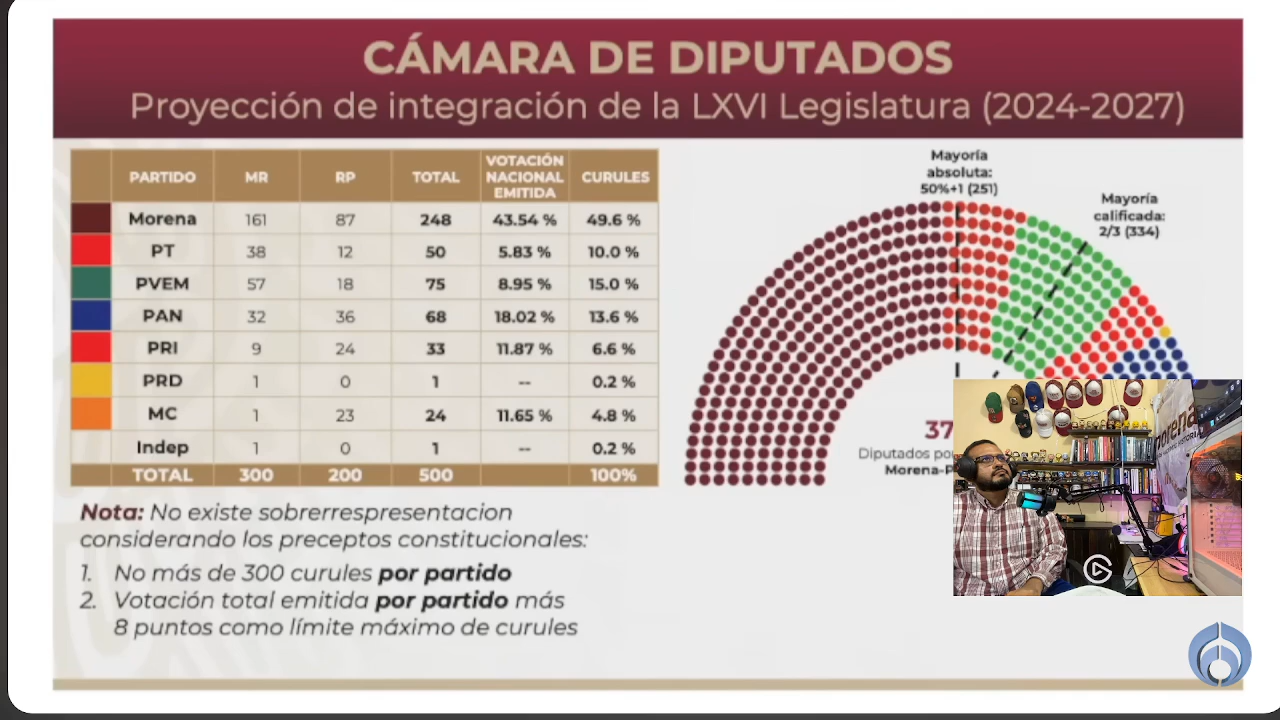 CÁMARA DE DIPUTADOS
Proyección de integración de la LXVI Legislatura (2024-2027)
PARTIDO MR RP TOTAL VOTACIÓN NACIONAL EMITIDA CURULES
Morena 161 87 248 43.54 % 49.6 %
PT 38 12 50 5.83 % 10.0 %
PVEM 57 18 75 8.95 % 15.0 %
PAN 32 36 68 18.02 % 13.6 %
PRI 9 24 33 11.87 % 6.6 %
PRD 1 0 1 -- 0.2 %
MC 1 23 24 11.65 % 4.8 %
Indep 1 0 1 -- 0.2 %
TOTAL 300 200 500 100%
Nota: No existe sobrerrespresentacion
considerando los preceptos constitucionales:
1. No más de 300 curules por partido
2. Votación total emitida por partido más
8 puntos como límite máximo de curules
Mayoría
absoluta:
50%+1 (251)
Mayoría
calificada:
2/3 (334)
37
Diputados po
Morena-P
morena